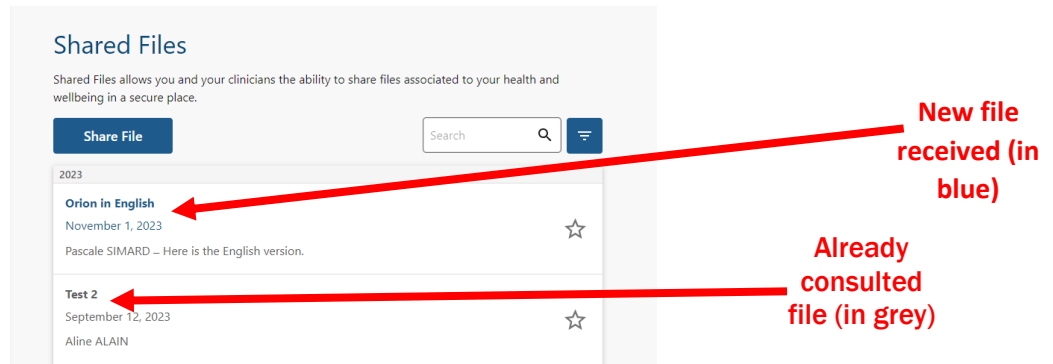 Shared Files
Shared Files allows you and your clinicians the ability to share files associated to your health and
wellbeing in a secure place.
Share File
Search
2023
Orion in English
November 1, 2023
Pascale SIMARD – Here is the English version.
Test 2
September 12, 2023
Aline ALAIN
New file
received (in
blue)
Already
consulted
file (in grey)